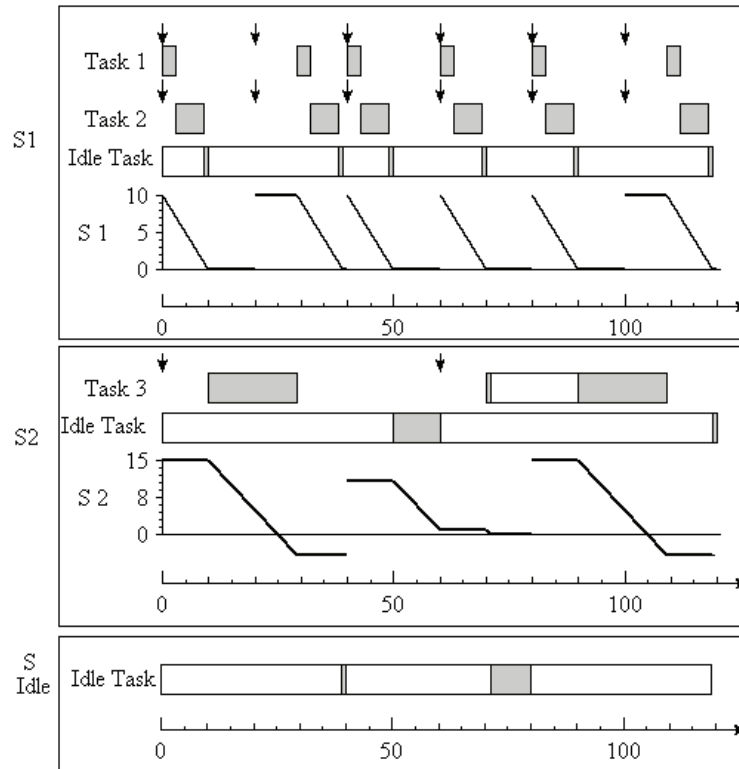 S1
Task 1
Task 2
Idle Task
10
S 1
5
0
0 50 100
S2
Task 3
Idle Task
15
S 2
8
0
0 50 100
S
Idle
Idle Task
0 50 100